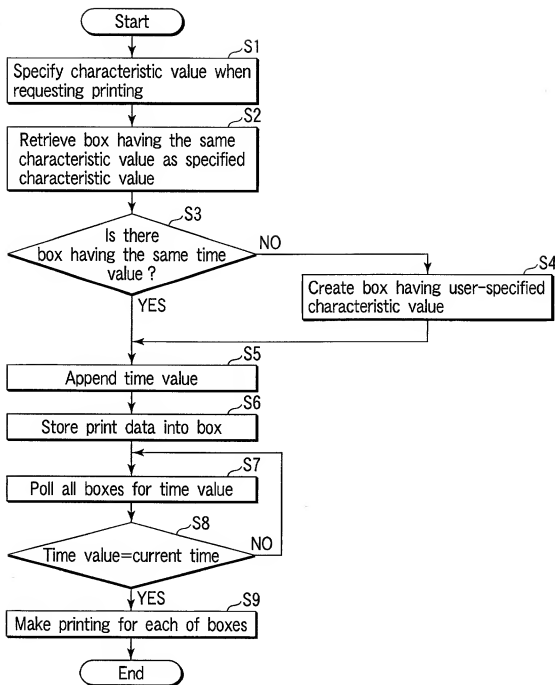 Start
S1
Specify characteristic value when
requesting printing
S2
Retrieve box having the same
characteristic value as specified
characteristic value
S3
Is there
box having the same time
value ?
NO
YES
S4
Create box having user-specified
characteristic value
S5
Append time value
S6
Store print data into box
S7
Poll all boxes for time value
S8
Time value=current time
NO
YES
S9
Make printing for each of boxes
End